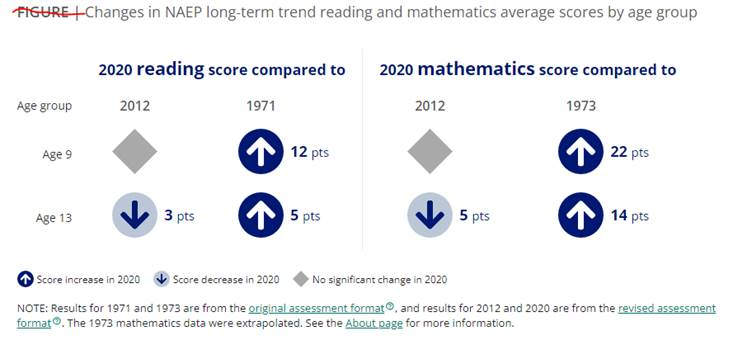 FIGURE | Changes in NAEP long-term trend reading and mathematics average scores by age group
2020 reading score compared to
2020 mathematics score compared to
Age group 2012 1971 2012 1973
Age 9 12 pts 22 pts
Age 13 3 pts 5 pts 5 pts 14 pts
Score increase in 2020 Score decrease in 2020 No significant change in 2020
NOTE: Results for 1971 and 1973 are from the original assessment format?, and results for 2012 and 2020 are from the revised assessment
format?. The 1973 mathematics data were extrapolated. See the About page for more information.